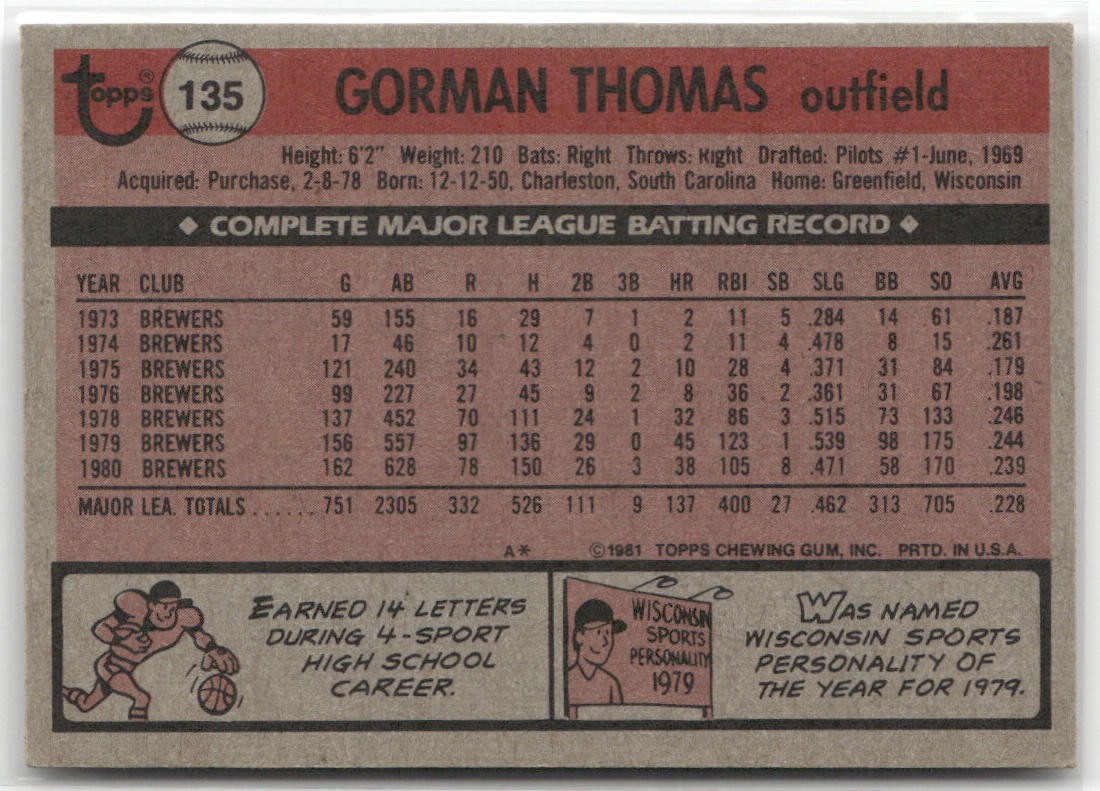 topps® 135 GORMAN THOMAS outfield
Height: 6'2" Weight: 210 Bats: Right Throws: Right Drafted: Pilots #1-June, 1969
Acquired: Purchase, 2-8-78 Born: 12-12-50, Charleston, South Carolina Home: Greenfield, Wisconsin
◆ COMPLETE MAJOR LEAGUE BATTING RECORD ◆
YEAR CLUB G AB R H 2B 3B HR RBI SB SLG BB SO AVG
1973 BREWERS 59 155 16 29 7 1 2 11 5 .284 14 61 .187
1974 BREWERS 17 46 10 12 4 0 2 11 4 .478 8 15 .261
1975 BREWERS 121 240 34 43 12 2 10 28 4 .371 31 84 .179
1976 BREWERS 99 227 27 45 9 2 8 36 2 .361 31 67 .198
1978 BREWERS 137 452 70 111 24 1 32 86 3 .515 73 133 .246
1979 BREWERS 156 557 97 136 29 0 45 123 1 .539 98 175 .244
1980 BREWERS 162 628 78 150 26 3 38 105 8 .471 58 170 .239
MAJOR LEA. TOTALS ...... 751 2305 332 526 111 9 137 400 27 .462 313 705 .228
A* ©1981 TOPPS CHEWING GUM, INC. PRTD. IN U.S.A.
EARNED 14 LETTERS
DURING 4-SPORT
HIGH SCHOOL
CAREER.
WISCONSIN
SPORTS
PERSONALITY
1979
WAS NAMED
WISCONSIN SPORTS
PERSONALITY OF
THE YEAR FOR 1979.